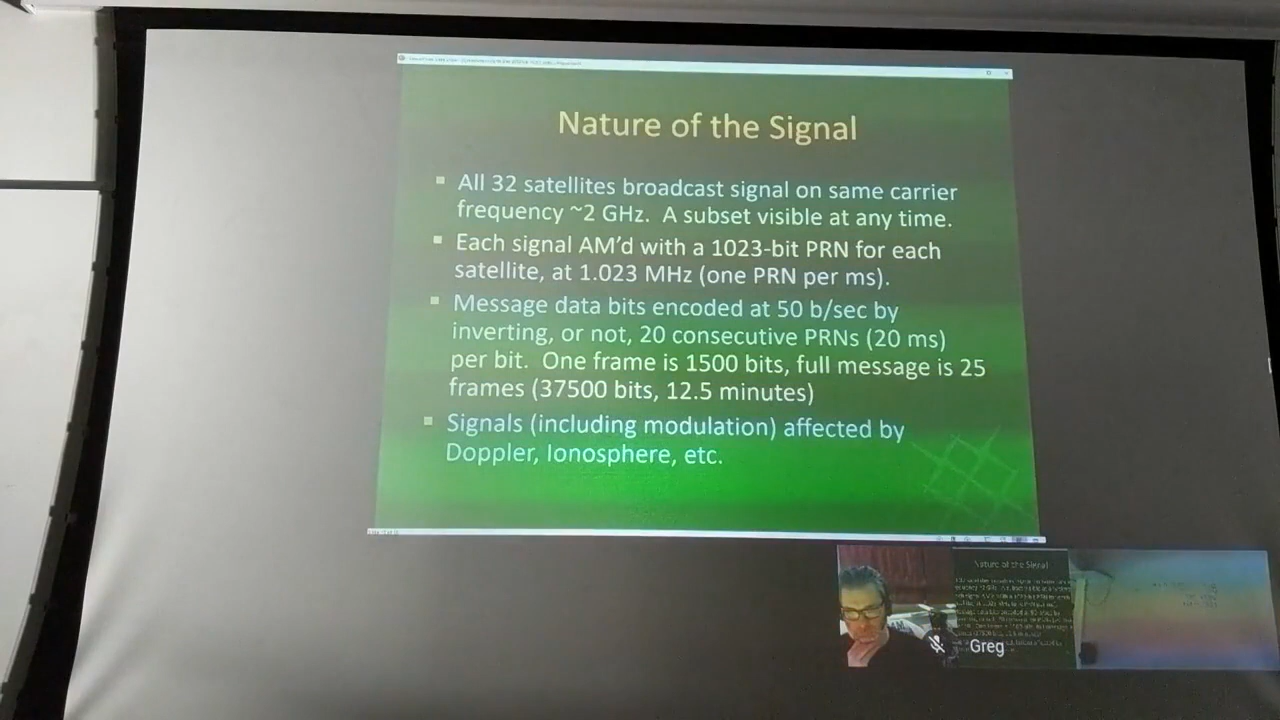 Nature of the Signal
All 32 satellites broadcast signal on same carrier
frequency ~2 GHz. A subset visible at any time.
Each signal AM'd with a 1023-bit PRN for each
satellite, at 1.023 MHz (one PRN per ms).
Message data bits encoded at 50 b/sec by
inverting, or not, 20 consecutive PRNs (20 ms)
per bit. One frame is 1500 bits, full message is 25
frames (37500 bits, 12.5 minutes)
Signals (including modulation) affected by
Doppler, Ionosphere, etc.
Nature of the Signal
Greg